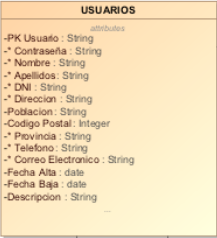 USUARIOS
attributes
-PK Usuario : String
-* Contraseña : String
-* Nombre : String
-* Apellidos : String
-* DNI : String
-* Direccion : String
-Poblacion : String
-Codigo Postal : Integer
-* Provincia : String
-* Telefono : String
-* Correo Electronico : String
-Fecha Alta : date
-Fecha Baja : date
-Descripcion : String
...